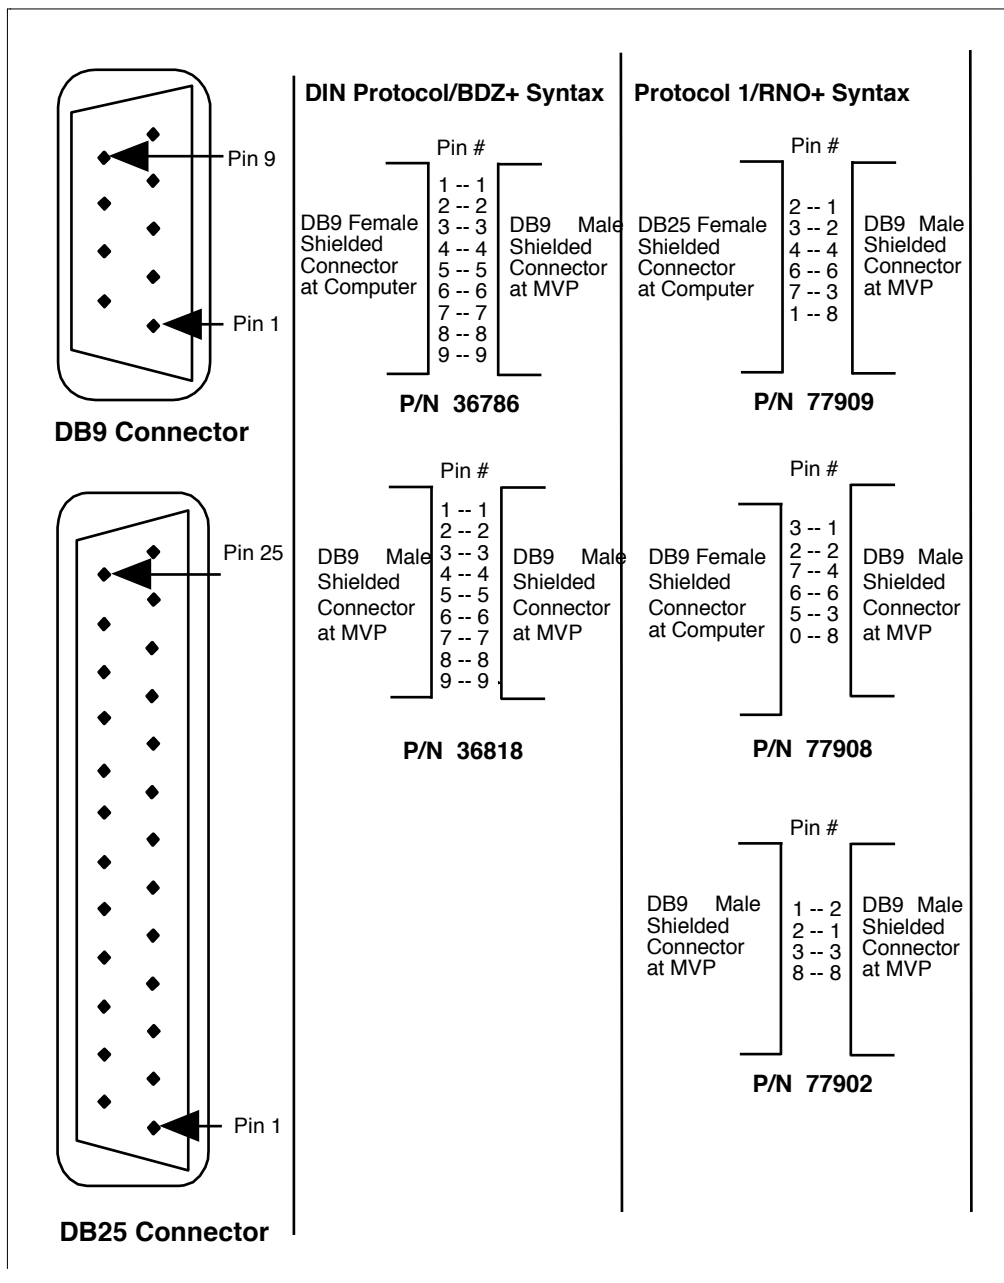 Pin 9
Pin 1
DB9 Connector
Pin 25
Pin 1
DB25 Connector
DIN Protocol/BDZ+ Syntax
Pin #
DB9 Female
Shielded
Connector
at Computer
1 -- 1
2 -- 2
3 -- 3
4 -- 4
5 -- 5
6 -- 6
7 -- 7
8 -- 8
9 -- 9
DB9 Male
Shielded
Connector
at MVP
P/N 36786
Pin #
DB9 Male
Shielded
Connector
at MVP
1 -- 1
2 -- 2
3 -- 3
4 -- 4
5 -- 5
6 -- 6
7 -- 7
8 -- 8
9 -- 9
DB9 Male
Shielded
Connector
at MVP
P/N 36818
Protocol 1/RNO+ Syntax
Pin #
DB25 Female
Shielded
Connector
at Computer
2 -- 1
3 -- 2
4 -- 4
6 -- 6
7 -- 3
1 -- 8
DB9 Male
Shielded
Connector
at MVP
P/N 77909
Pin #
DB9 Female
Shielded
Connector
at Computer
3 -- 1
2 -- 2
7 -- 4
6 -- 6
5 -- 3
0 -- 8
DB9 Male
Shielded
Connector
at MVP
P/N 77908
Pin #
DB9 Male
Shielded
Connector
at MVP
1 -- 2
2 -- 1
3 -- 3
8 -- 8
DB9 Male
Shielded
Connector
at MVP
P/N 77902